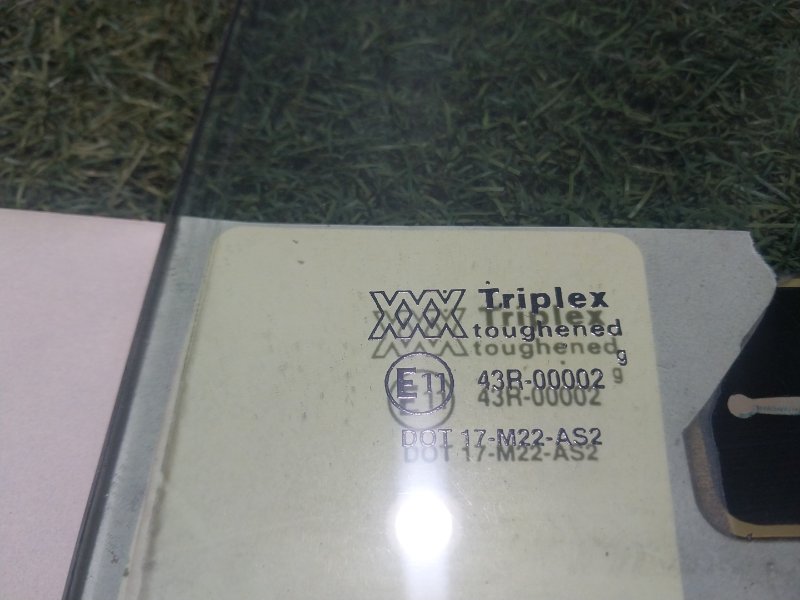 Triplex
toughened
g
E11 43R-00002
DOT 17-M22-AS2